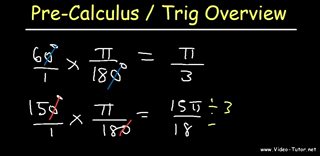 Pre-Calculus / Trig Overview
60°/1 × π/180° = π/3
150°/1 × π/180 = 15π/18 ÷ 3
www.Video-Tutor.net